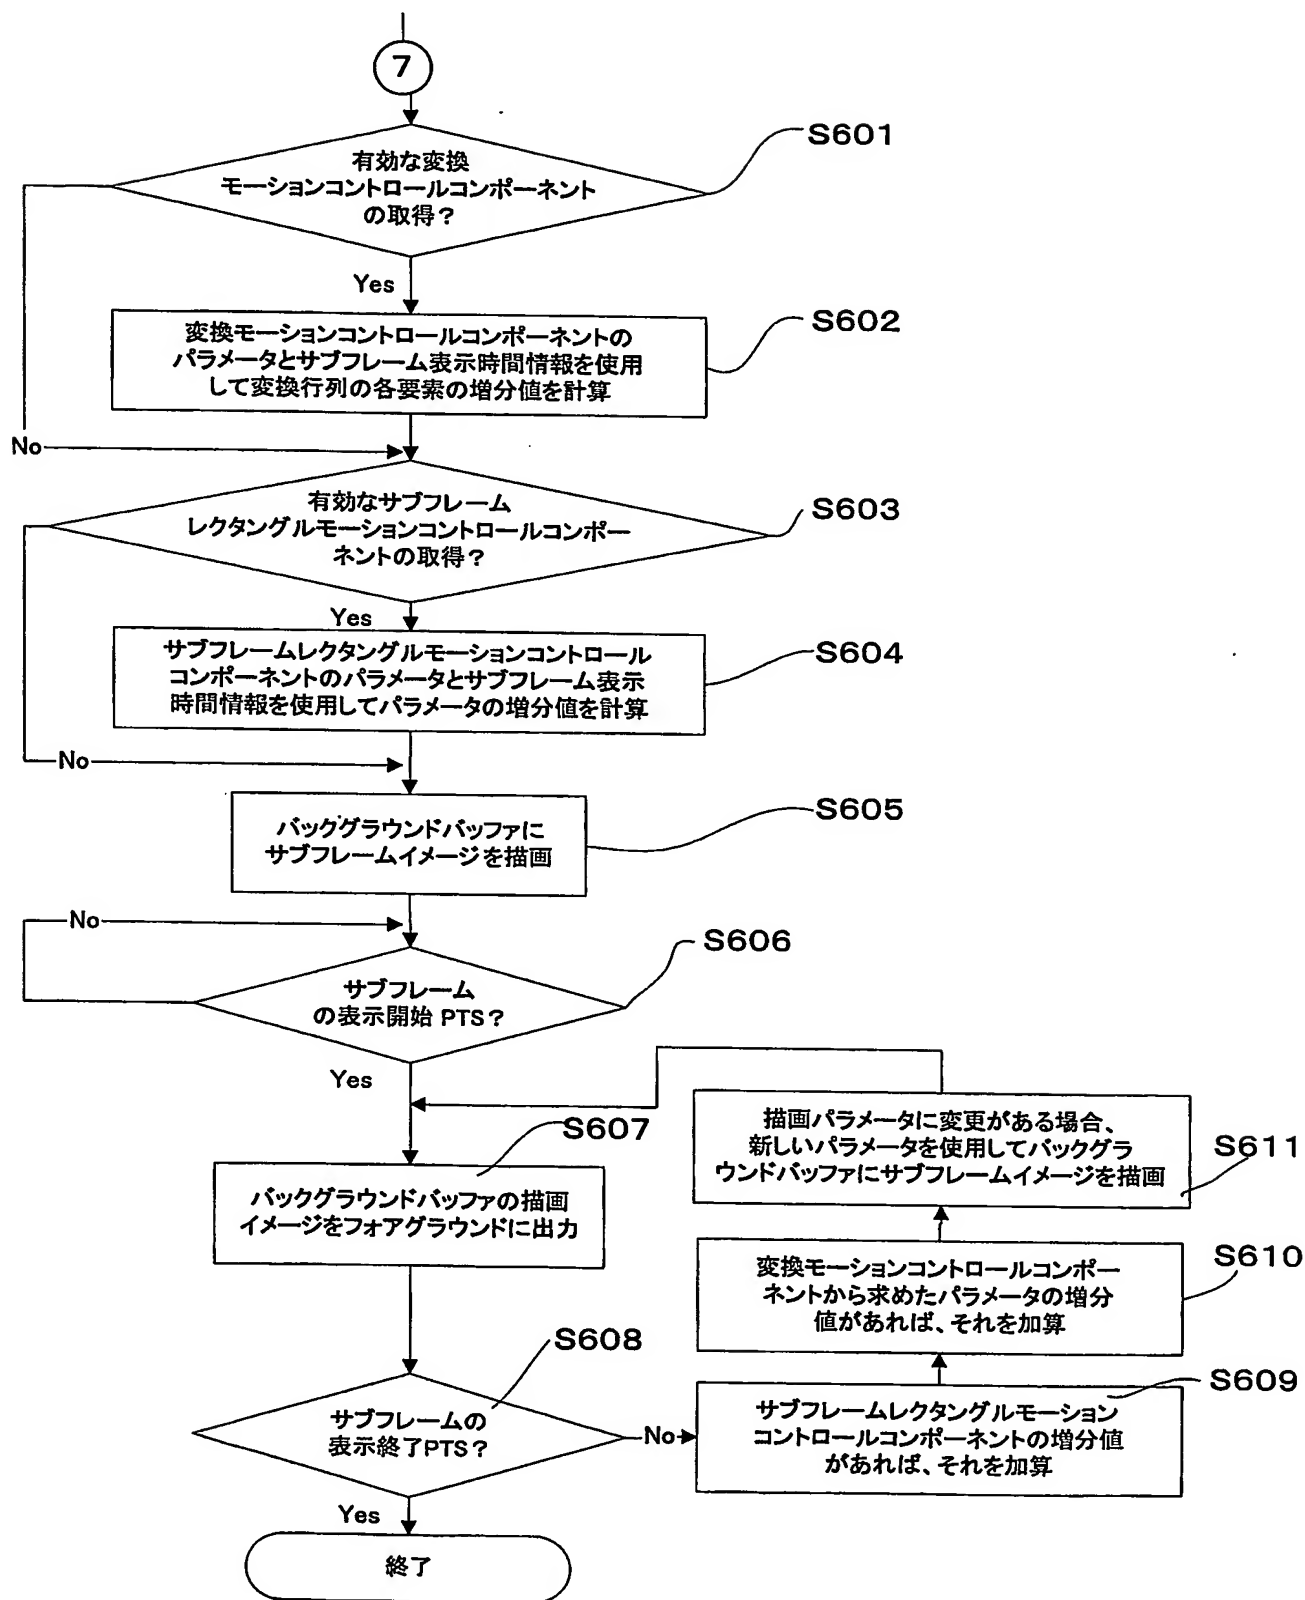 7
S601
有効な変換
モーションコントロールコンポーネント
の取得？
Yes
S602
変換モーションコントロールコンポーネントの
パラメータとサブフレーム表示時間情報を使用
して変換行列の各要素の増分値を計算
No
有効なサブフレーム
レクタングルモーションコントロールコンポー
ネントの取得？
S603
Yes
サブフレームレクタングルモーションコントロール
コンポーネントのパラメータとサブフレーム表示
時間情報を使用してパラメータの増分値を計算
S604
No
S605
バックグラウンドバッファに
サブフレームイメージを描画
No
S606
サブフレーム
の表示開始 PTS？
Yes
S607
バックグラウンドバッファの描画
イメージをフォアグラウンドに出力
S608
サブフレームの
表示終了PTS？
No
S609
サブフレームレクタングルモーション
コントロールコンポーネントの増分値
があれば、それを加算
S610
変換モーションコントロールコンポー
ネントから求めたパラメータの増分
値があれば、それを加算
S611
描画パラメータに変更がある場合、
新しいパラメータを使用してバックグラ
ウンドバッファにサブフレームイメージを描画
Yes
終了